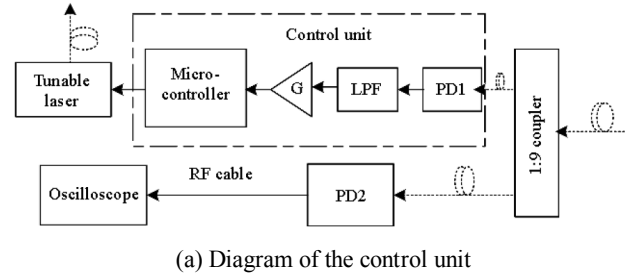 Control unit
Tunable
laser
Micro-
controller
G
LPF
PD1
1:9 coupler
Oscilloscope
RF cable
PD2
(a) Diagram of the control unit